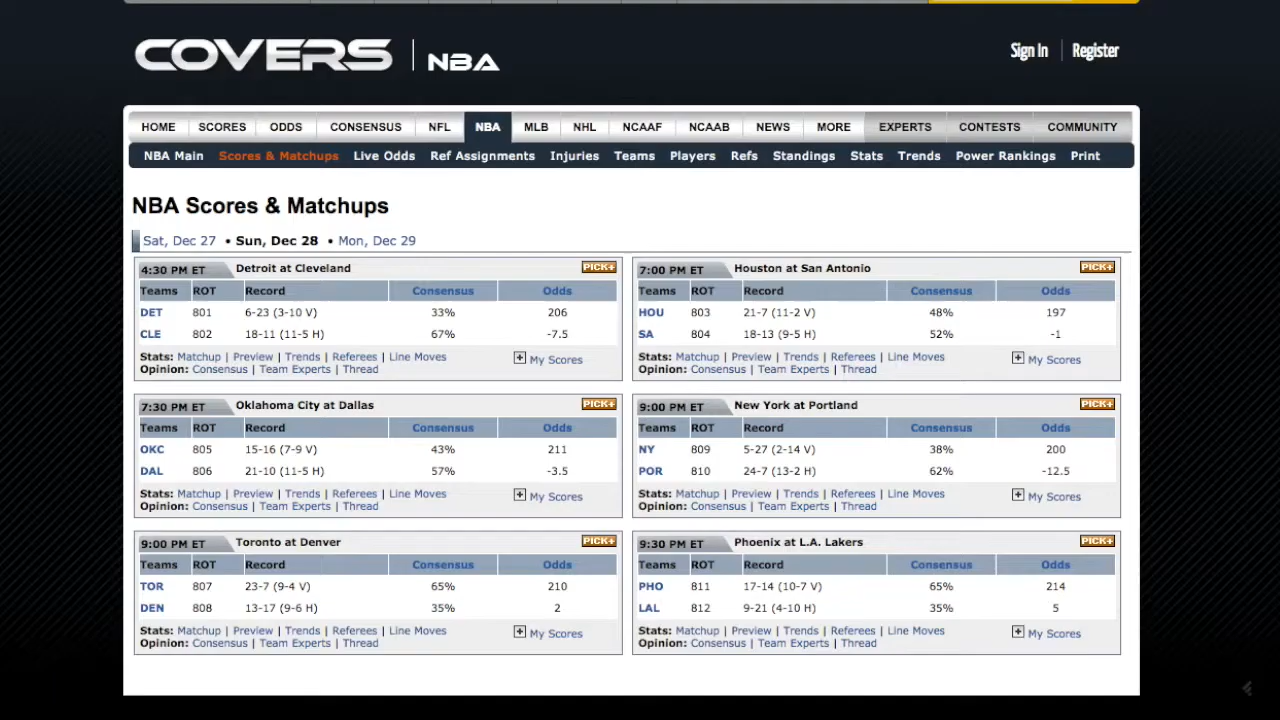 COVERS | NBA
Sign In | Register
HOME SCORES ODDS CONSENSUS NFL NBA MLB NHL NCAAF NCAAB NEWS MORE EXPERTS CONTESTS COMMUNITY
NBA Main Scores & Matchups Live Odds Ref Assignments Injuries Teams Players Refs Standings Stats Trends Power Rankings Print
NBA Scores & Matchups
Sat, Dec 27 • Sun, Dec 28 • Mon, Dec 29
4:30 PM ET Detroit at Cleveland PICK+
Teams ROT Record Consensus Odds
DET 801 6-23 (3-10 V) 33% 206
CLE 802 18-11 (11-5 H) 67% -7.5
Stats: Matchup | Preview | Trends | Referees | Line Moves + My Scores
Opinion: Consensus | Team Experts | Thread
7:00 PM ET Houston at San Antonio PICK+
Teams ROT Record Consensus Odds
HOU 803 21-7 (11-2 V) 48% 197
SA 804 18-13 (9-5 H) 52% -1
Stats: Matchup | Preview | Trends | Referees | Line Moves + My Scores
Opinion: Consensus | Team Experts | Thread
7:30 PM ET Oklahoma City at Dallas PICK+
Teams ROT Record Consensus Odds
OKC 805 15-16 (7-9 V) 43% 211
DAL 806 21-10 (11-5 H) 57% -3.5
Stats: Matchup | Preview | Trends | Referees | Line Moves + My Scores
Opinion: Consensus | Team Experts | Thread
9:00 PM ET New York at Portland PICK+
Teams ROT Record Consensus Odds
NY 809 5-27 (2-14 V) 38% 200
POR 810 24-7 (13-2 H) 62% -12.5
Stats: Matchup | Preview | Trends | Referees | Line Moves + My Scores
Opinion: Consensus | Team Experts | Thread
9:00 PM ET Toronto at Denver PICK+
Teams ROT Record Consensus Odds
TOR 807 23-7 (9-4 V) 65% 210
DEN 808 13-17 (9-6 H) 35% 2
Stats: Matchup | Preview | Trends | Referees | Line Moves + My Scores
Opinion: Consensus | Team Experts | Thread
9:30 PM ET Phoenix at L.A. Lakers PICK+
Teams ROT Record Consensus Odds
PHO 811 17-14 (10-7 V) 65% 214
LAL 812 9-21 (4-10 H) 35% 5
Stats: Matchup | Preview | Trends | Referees | Line Moves + My Scores
Opinion: Consensus | Team Experts | Thread